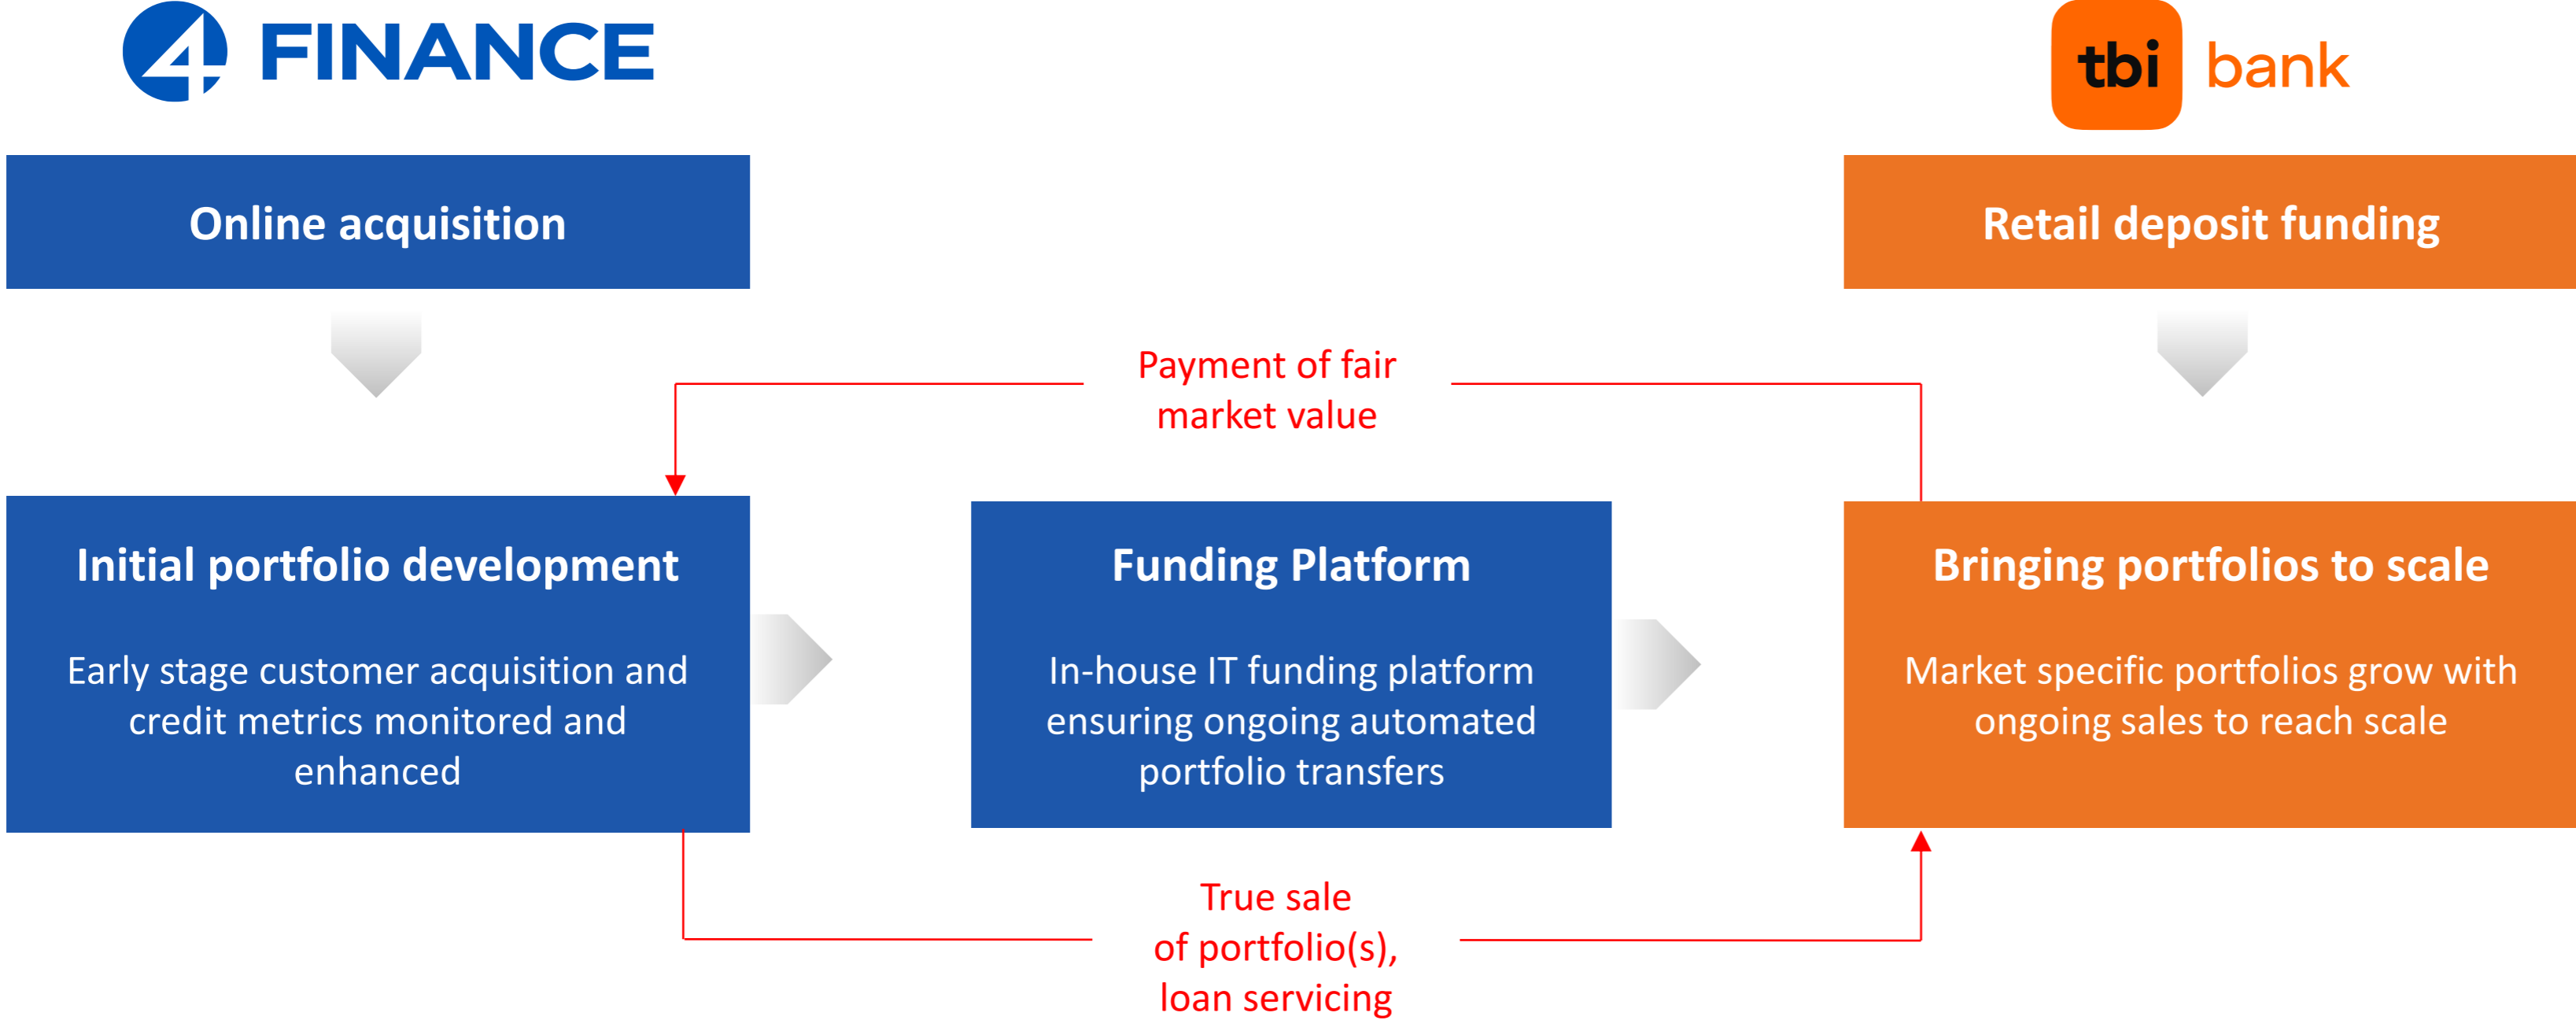 4 FINANCE
tbi bank
Online acquisition
Retail deposit funding
Payment of fair
market value
Initial portfolio development
Early stage customer acquisition and
credit metrics monitored and
enhanced
Funding Platform
In-house IT funding platform
ensuring ongoing automated
portfolio transfers
Bringing portfolios to scale
Market specific portfolios grow with
ongoing sales to reach scale
True sale
of portfolio(s),
loan servicing